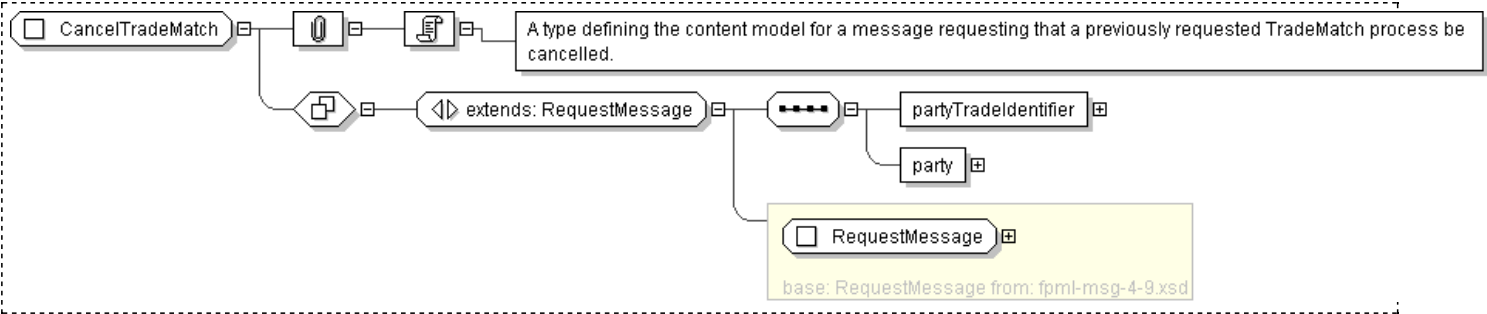 CancelTradeMatch
A type defining the content model for a message requesting that a previously requested TradeMatch process be
cancelled.
extends: RequestMessage
partyTradeIdentifier
party
RequestMessage
base: RequestMessage from: fpml-msg-4-9.xsd